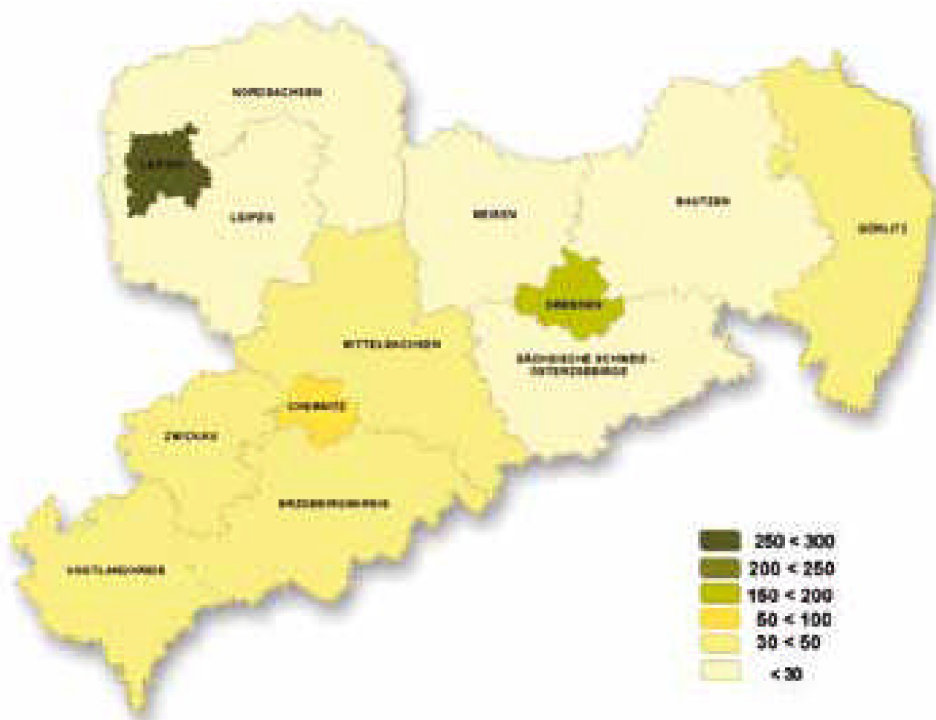 NORDSACHSEN
LEIPZIG
LEIPZIG
MEIßEN
BAUTZEN
GÖRLITZ
DRESDEN
MITTELSACHSEN
SÄCHSISCHE SCHWEIZ -
OSTERZGEBIRGE
CHEMNITZ
ZWICKAU
ERZGEBIRGSKREIS
VOGTLANDKREIS
250 < 300
200 < 250
150 < 200
50 < 100
30 < 50
< 30